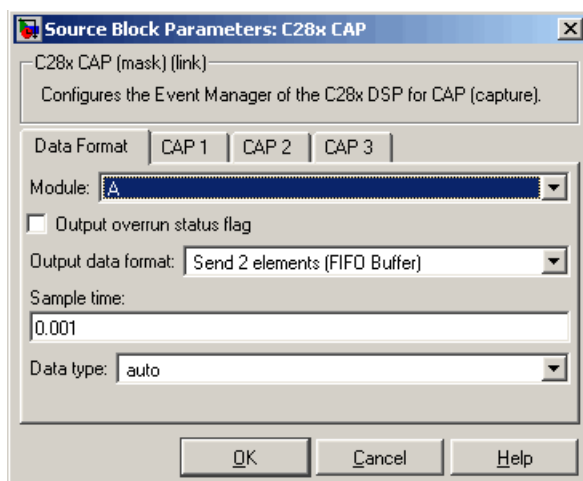 Source Block Parameters: C28x CAP
C28x CAP (mask) (link)
Configures the Event Manager of the C28x DSP for CAP (capture).
Data Format CAP 1 CAP 2 CAP 3
Module: A
Output overrun status flag
Output data format: Send 2 elements (FIFO Buffer)
Sample time:
0.001
Data type: auto
OK Cancel Help